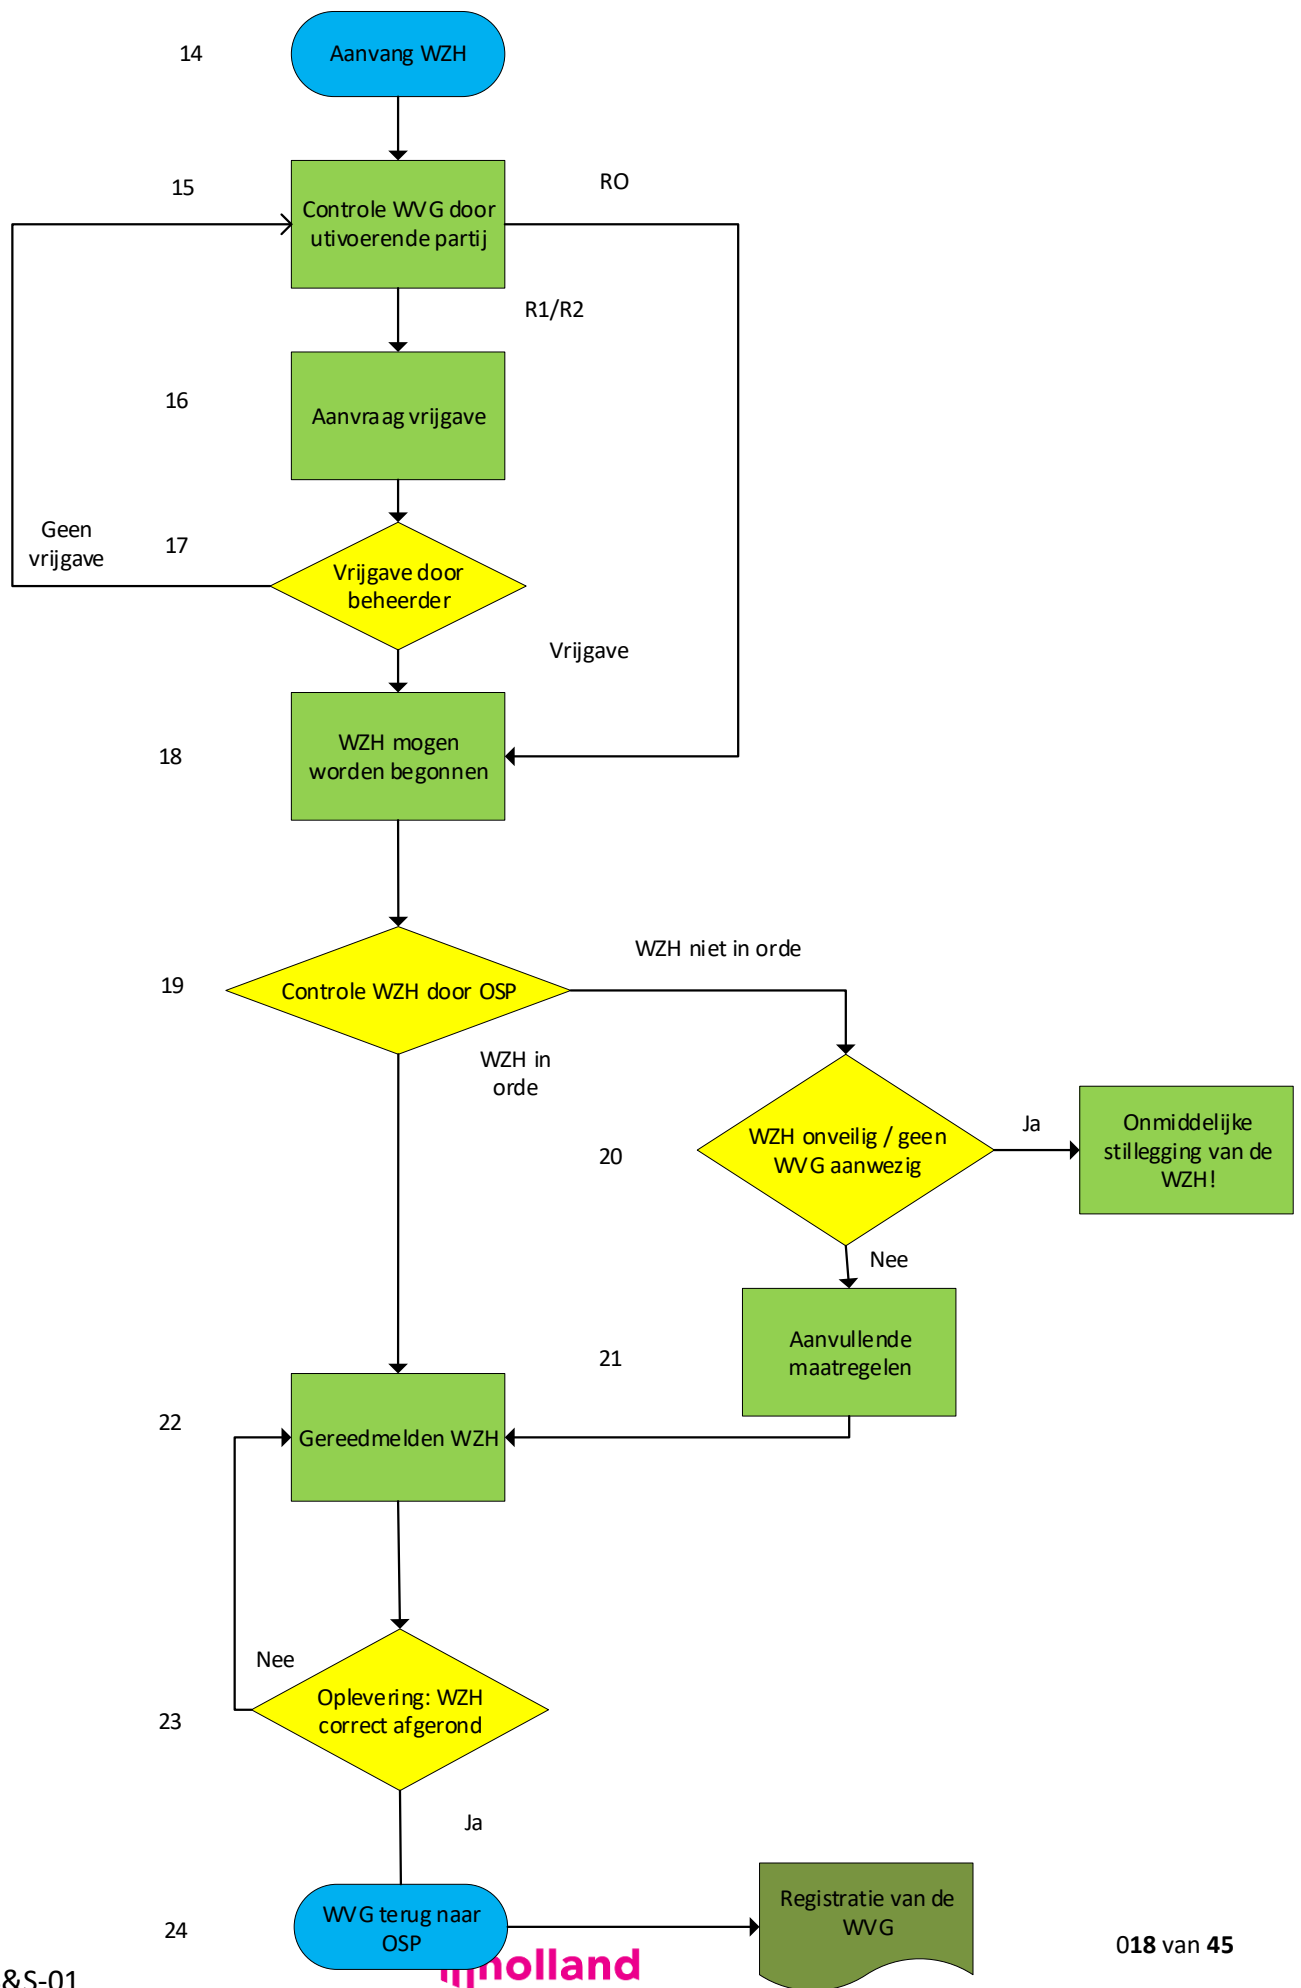 14
Aanvang WZH
15
RO
Controle WVG door
utivoerende partij
R1/R2
16
Aanvraag vrijgave
Geen
vrijgave
17
Vrijgave door
beheerder
Vrijgave
18
WZH mogen
worden begonnen
WZH niet in orde
19
Controle WZH door OSP
WZH in
orde
20
WZH onveilig / geen
WVG aanwezig
Ja
Onmiddelijke
stillegging van de
WZH!
Nee
21
Aanvullende
maatregelen
22
Gereedmelden WZH
Nee
23
Oplevering: WZH
correct afgerond
Ja
24
WVG terug naar
OSP
Registratie van de
WVG
018 van 45
holland
&S-01